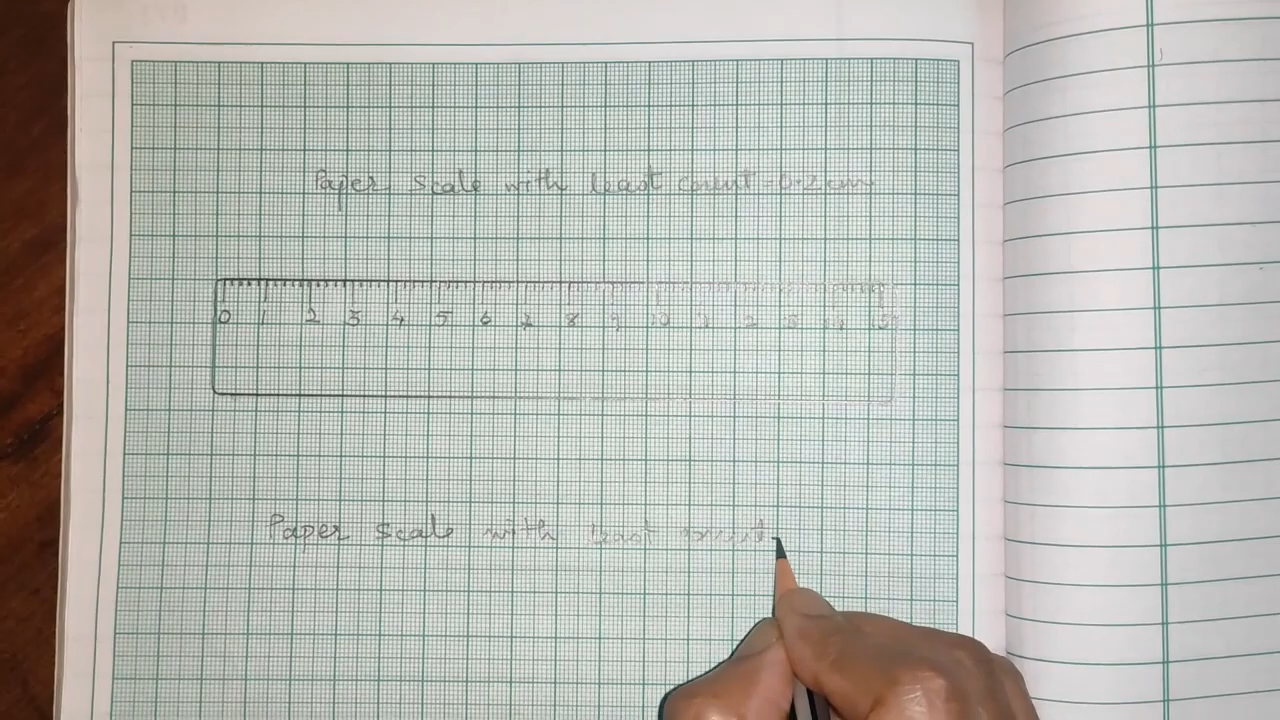 Paper scale with least count = 0.2 cm
0 1 2 3 4 5 6 7 8 9 10 11 12 13 14 15
Paper scale with least count